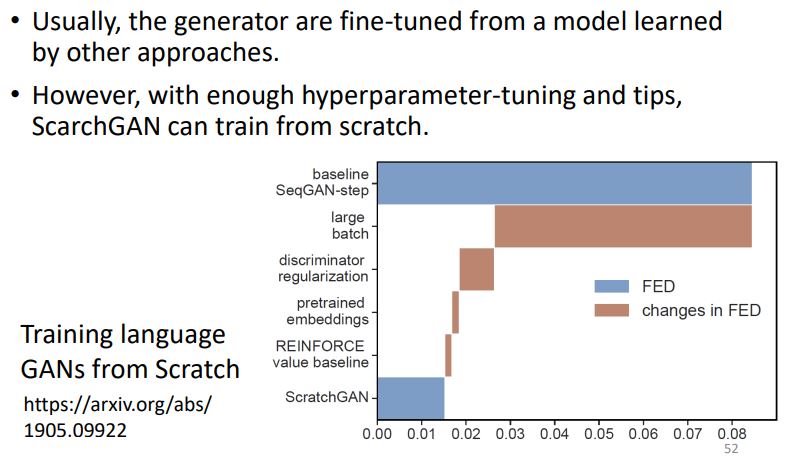 • Usually, the generator are fine-tuned from a model learned
by other approaches.
• However, with enough hyperparameter-tuning and tips,
ScarchGAN can train from scratch.
baseline
SeqGAN-step
large
batch
discriminator
regularization
pretrained
embeddings
REINFORCE
value baseline
ScratchGAN
FED
changes in FED
0.00 0.01 0.02 0.03 0.04 0.05 0.06 0.07 0.08
Training language
GANs from Scratch
https://arxiv.org/abs/
1905.09922
52